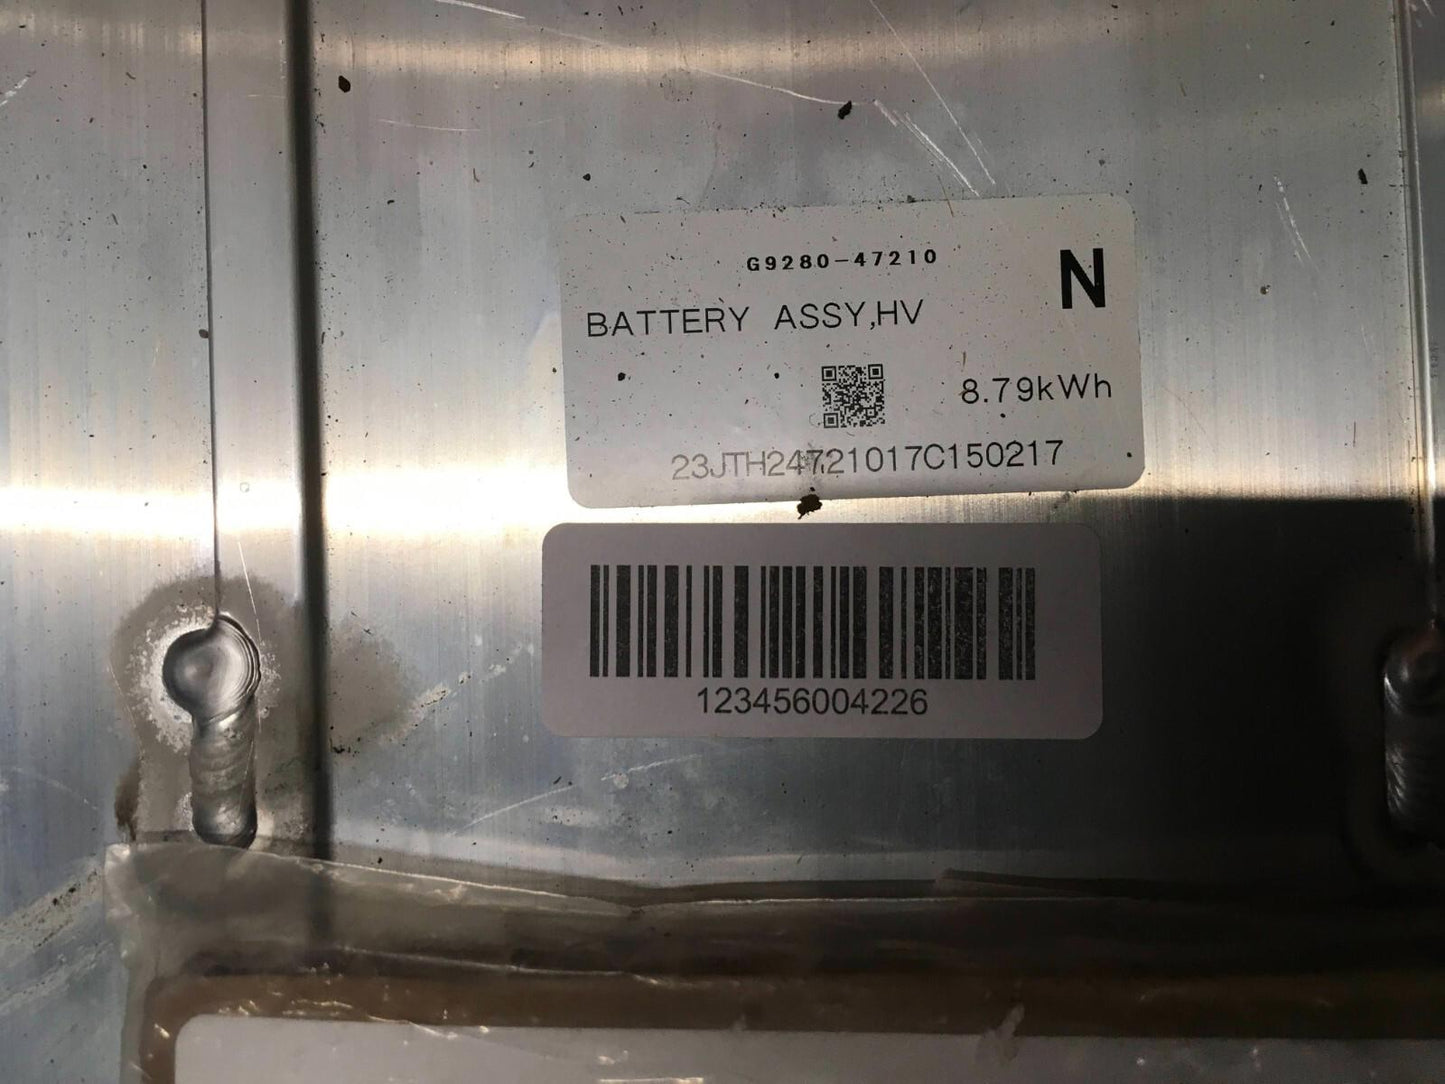 G9280-47210
N
BATTERY ASSY,HV
8.79kWh
23JTH24721017C150217
123456004226